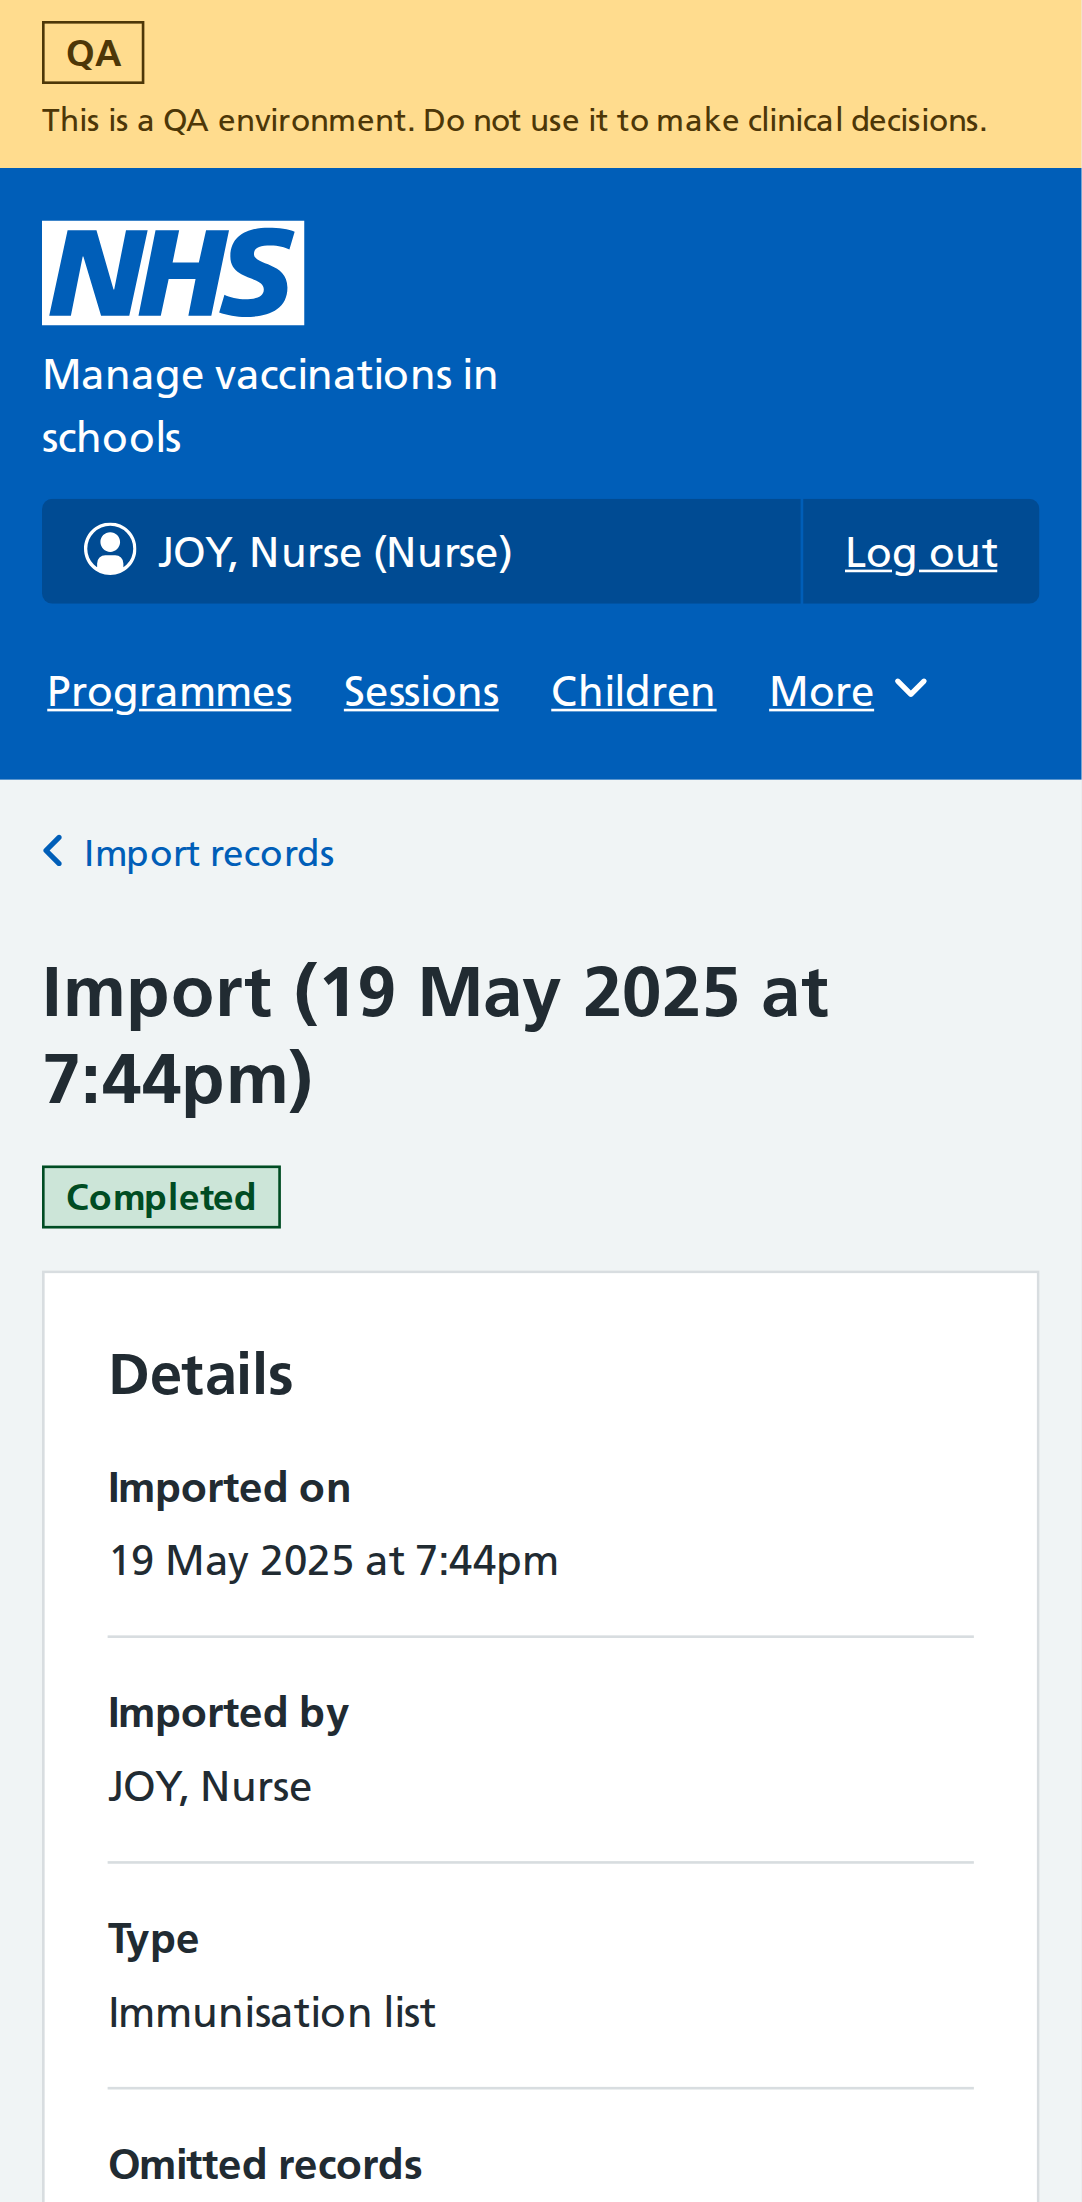 QA
This is a QA environment. Do not use it to make clinical decisions.
NHS
Manage vaccinations in
schools
JOY, Nurse (Nurse)
Log out
Programmes
Sessions
Children
More
Import records
Import (19 May 2025 at
7:44pm)
Completed
Details
Imported on
19 May 2025 at 7:44pm
Imported by
JOY, Nurse
Type
Immunisation list
Omitted records